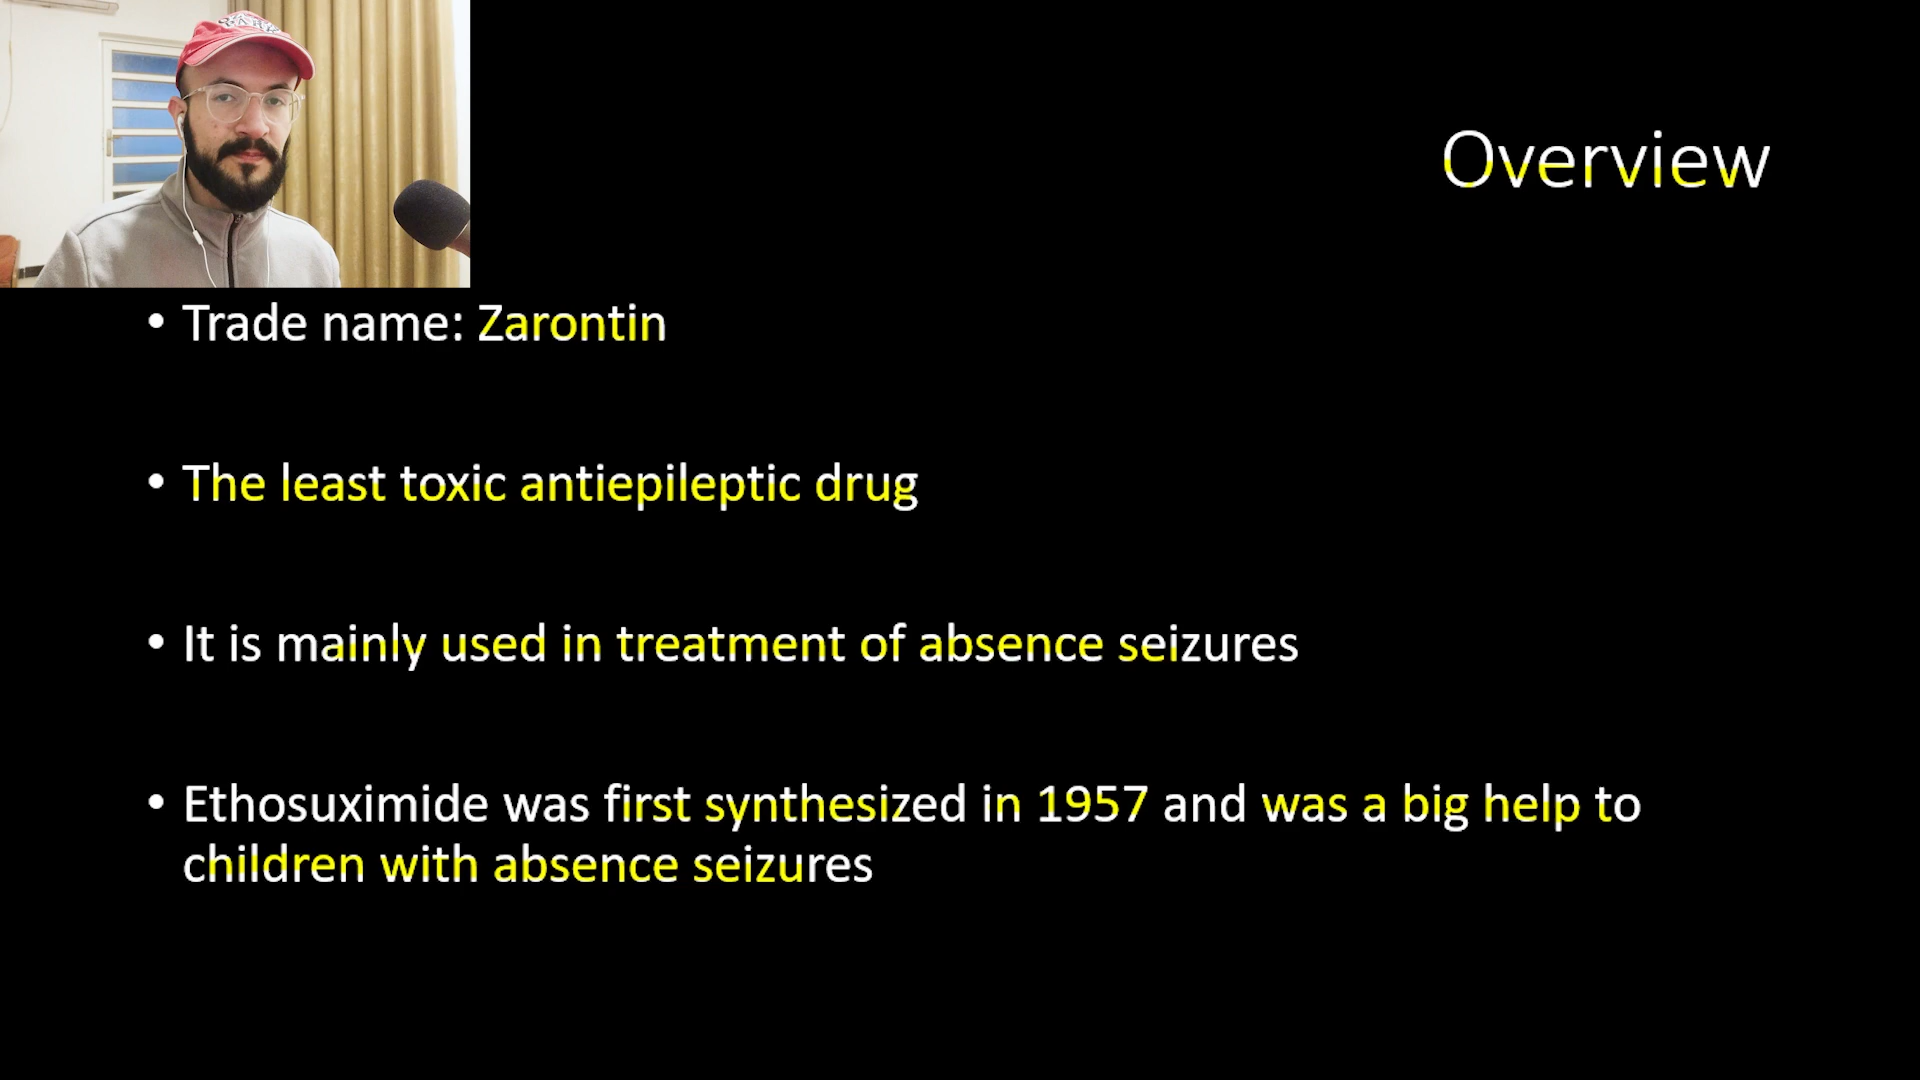 Overview
• Trade name: Zarontin
• The least toxic antiepileptic drug
• It is mainly used in treatment of absence seizures
• Ethosuximide was first synthesized in 1957 and was a big help to
children with absence seizures